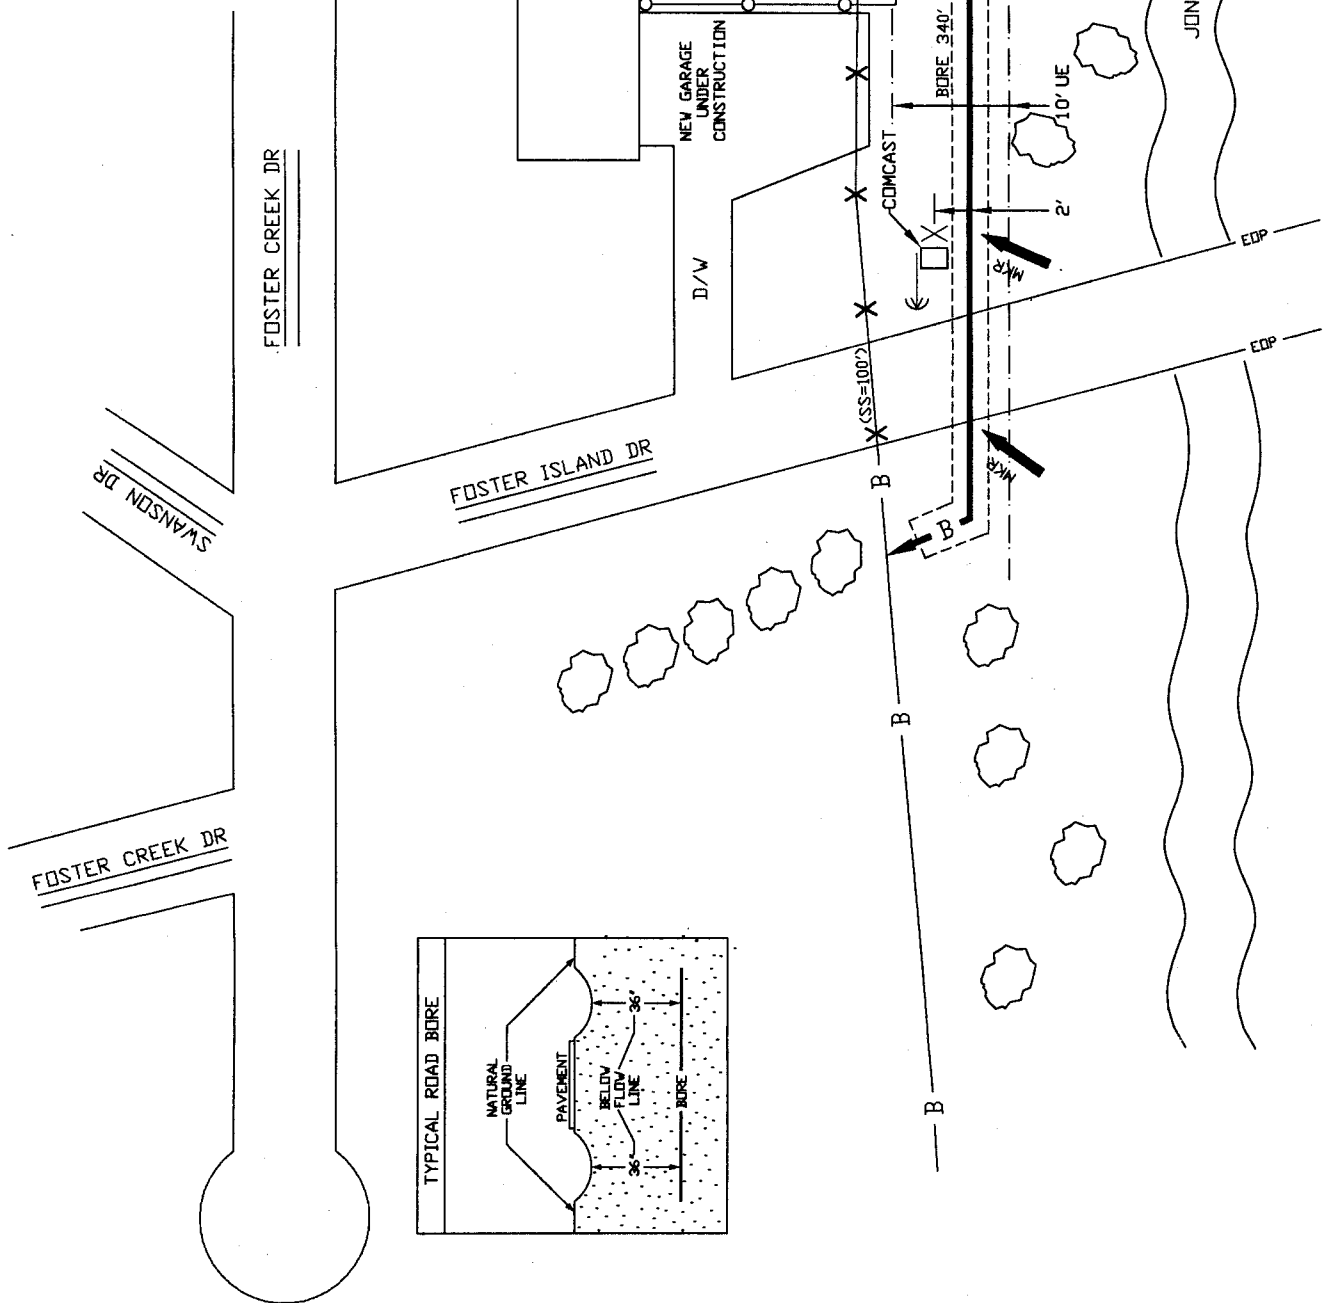 JON
BORE 340'
10' UE
NEW GARAGE
UNDER
CONSTRUCTION
FOSTER CREEK DR
COMCAST
2'
D/W
MKR
EOP
EOP
(SS=100')
FOSTER ISLAND DR
SWANSON DR
B
MKR
B
B
FOSTER CREEK DR
B
TYPICAL ROAD BORE
NATURAL
GROUND
LINE
PAVEMENT
BELOW
FLOW
LINE
BORE
36"
36"